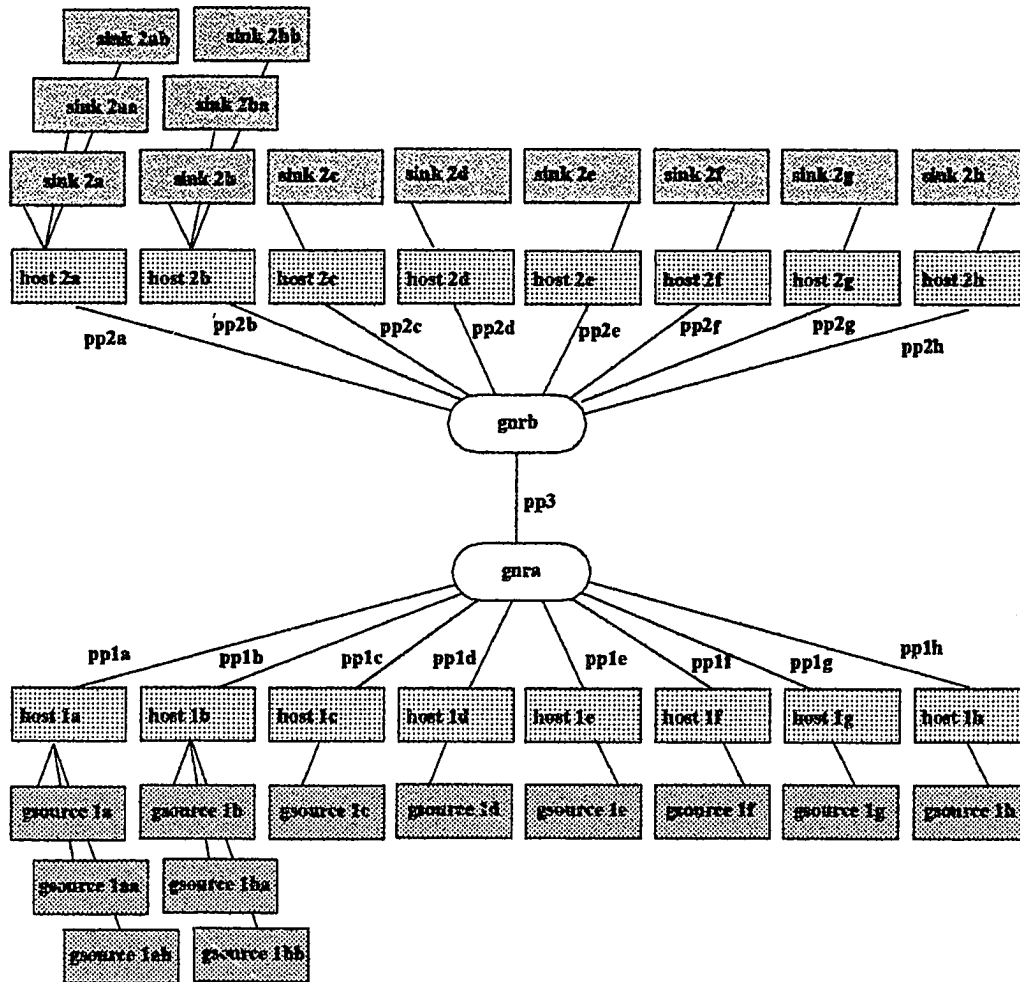 sink 2ab
sink 2bb
sink 2aa
sink 2ba
sink 2a
sink 2b
sink 2c
sink 2d
sink 2e
sink 2f
sink 2g
sink 2h
host 2a
host 2b
host 2c
host 2d
host 2e
host 2f
host 2g
host 2h
pp2a
pp2b
pp2c
pp2d
pp2e
pp2f
pp2g
pp2h
gnrb
pp3
gnra
pp1a
pp1b
pp1c
pp1d
pp1e
pp1f
pp1g
pp1h
host 1a
host 1b
host 1c
host 1d
host 1e
host 1f
host 1g
host 1h
gsource 1a
gsource 1b
gsource 1c
gsource 1d
gsource 1e
gsource 1f
gsource 1g
gsource 1h
gsource 1aa
gsource 1ba
gsource 1ab
gsource 1bb